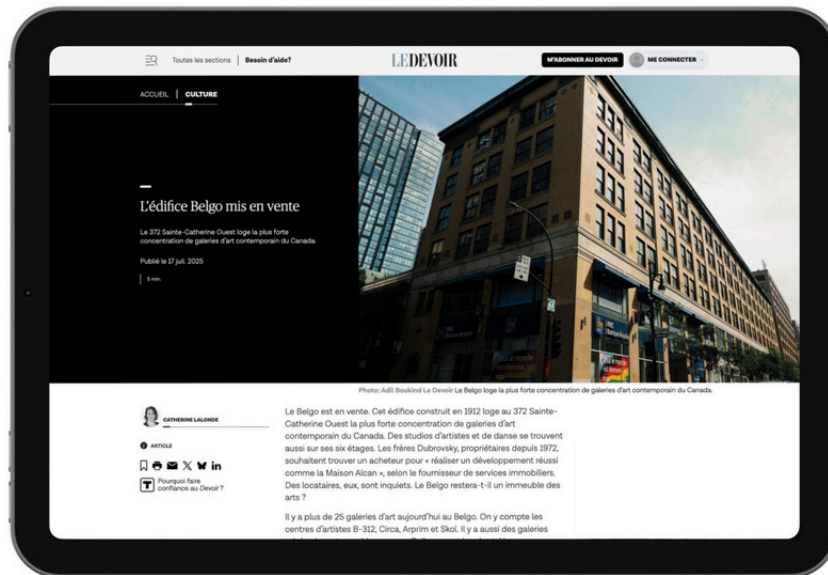 Toutes les sections | Besoin d'aide?
LE DEVOIR
M'ABONNER AU DEVOIR
ME CONNECTER
ACCUEIL | CULTURE
L'édifice Belgo mis en vente
Le 372 Sainte-Catherine Ouest loge la plus forte
concentration de galeries d'art contemporain du Canada.
Publié le 17 juil. 2025
5 min.
RBC
Banque Royale
RBC
Photo: Adil Boukind Le Devoir Le Belgo loge la plus forte concentration de galeries d'art contemporain du Canada.
CATHERINE LALONDE
ARTICLE
Pourquoi faire
confiance au Devoir ?
Le Belgo est en vente. Cet édifice construit en 1912 loge au 372 Sainte-
Catherine Ouest la plus forte concentration de galeries d'art
contemporain du Canada. Des studios d'artistes et de danse se trouvent
aussi sur ses six étages. Les frères Dubrovsky, propriétaires depuis 1972,
souhaitent trouver un acheteur pour « réaliser un développement réussi
comme la Maison Alcan », selon le fournisseur de services immobiliers.
Des locataires, eux, sont inquiets. Le Belgo restera-t-il un immeuble des
arts ?
Il y a plus de 25 galeries d'art aujourd'hui au Belgo. On y compte les
centres d'artistes B-312, Circa, Arprim et Skol. Il y a aussi des galeries